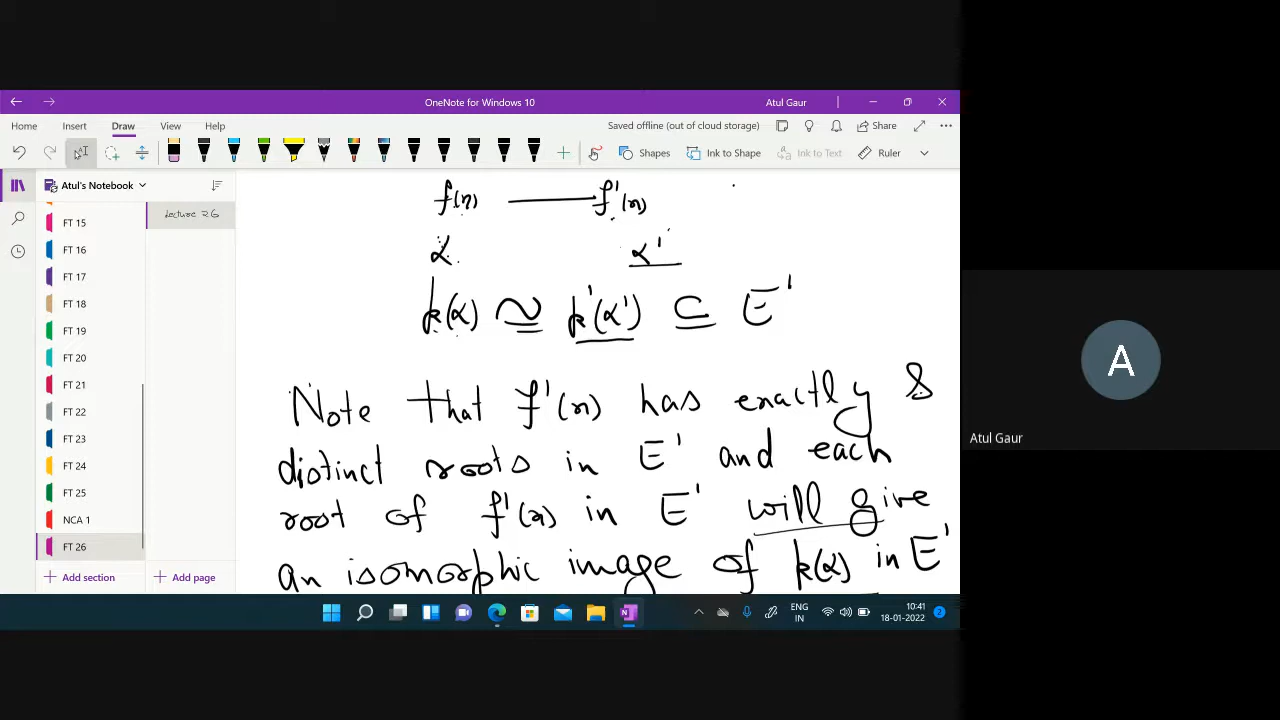 OneNote for Windows 10
Atul Gaur
Home Insert Draw View Help
Saved offline (out of cloud storage)
Share
Shapes
Ink to Shape
Ink to Text
Ruler
Atul's Notebook
FT 15
FT 16
FT 17
FT 18
FT 19
FT 20
FT 21
FT 22
FT 23
FT 24
FT 25
NCA 1
FT 26
Add section
Lecture 26
Add page
f(x) —— f'(x)
α α'
k(α) ≅ k'(α') ⊆ E'
Note that f'(x) has exactly
distinct roots in E' and each
root of f'(x) in E' will give
an isomorphic image of k(α) in E'
ENG
IN
10:41
18-01-2022
2
A
Atul Gaur